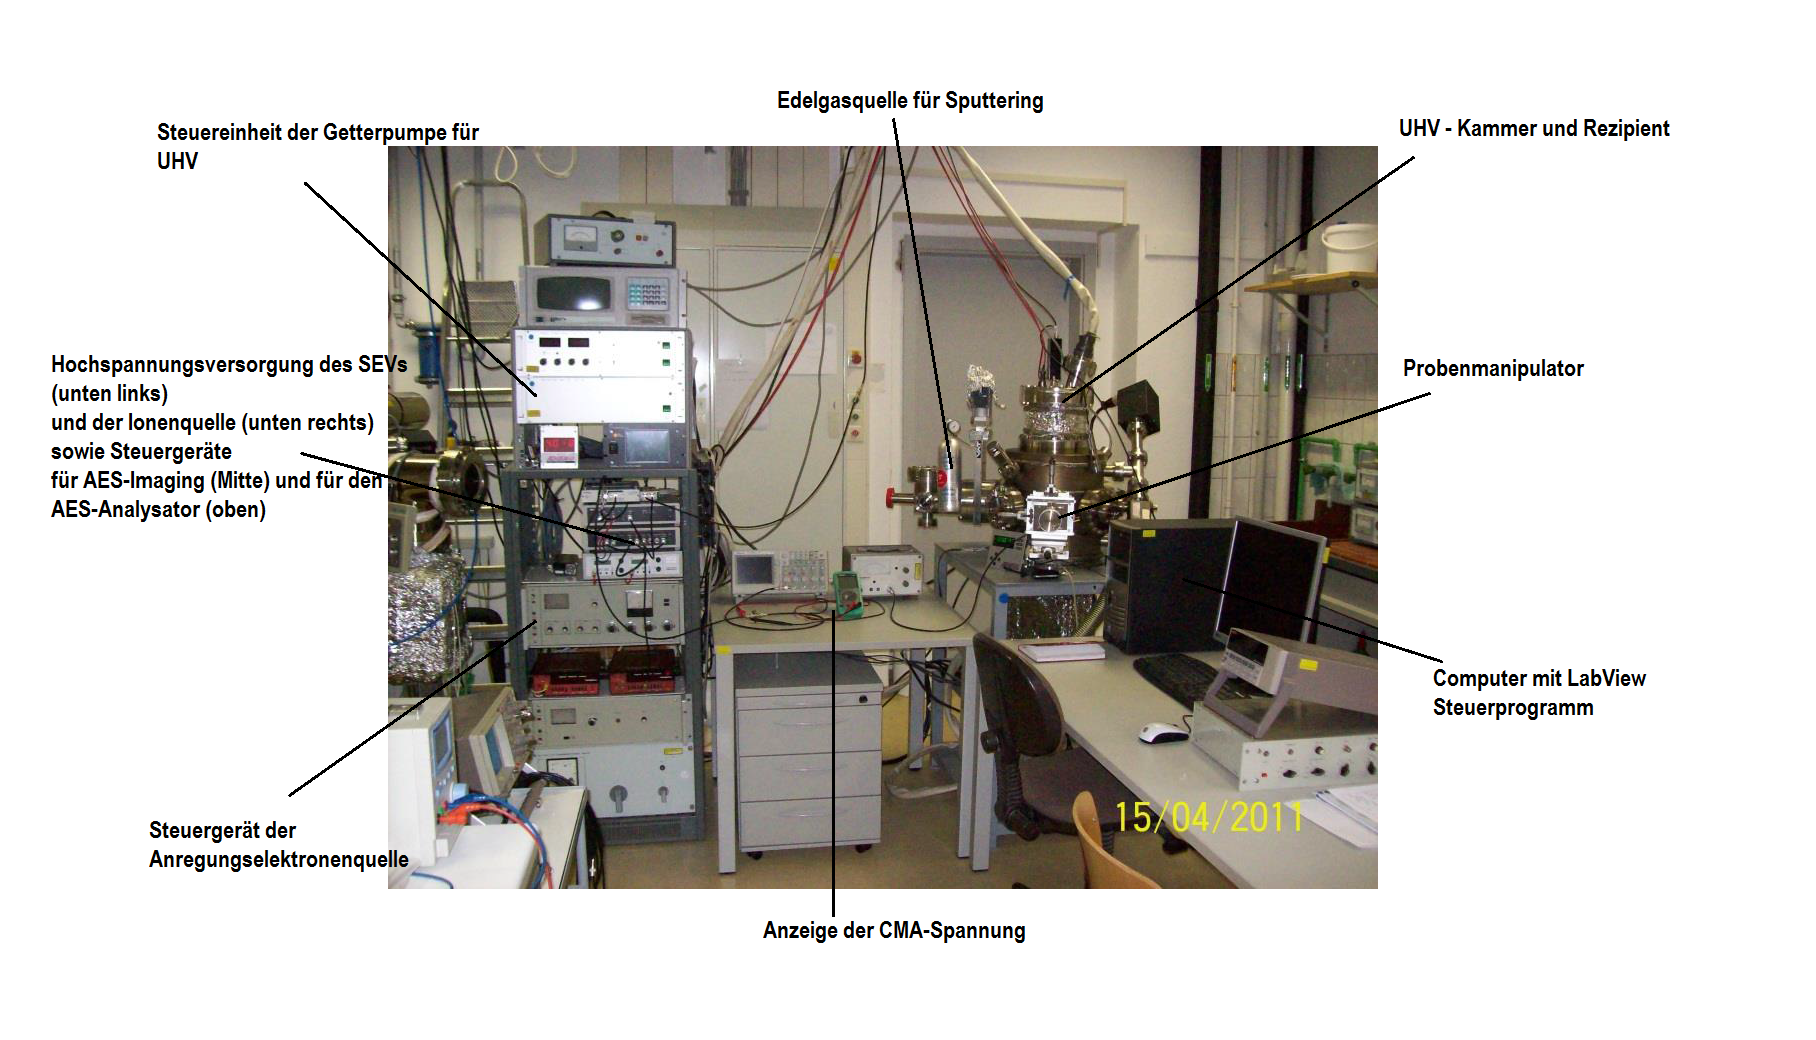 Edelgasquelle für Sputtering
Steuereinheit der Getterpumpe für
UHV
UHV - Kammer und Rezipient
Hochspannungsversorgung des SEVs
(unten links)
und der Ionenquelle (unten rechts)
sowie Steuergeräte
für AES-Imaging (Mitte) und für den
AES-Analysator (oben)
Probenmanipulator
Computer mit LabView
Steuerprogramm
Steuergerät der
Anregungselektronenquelle
15/04/2011
Anzeige der CMA-Spannung